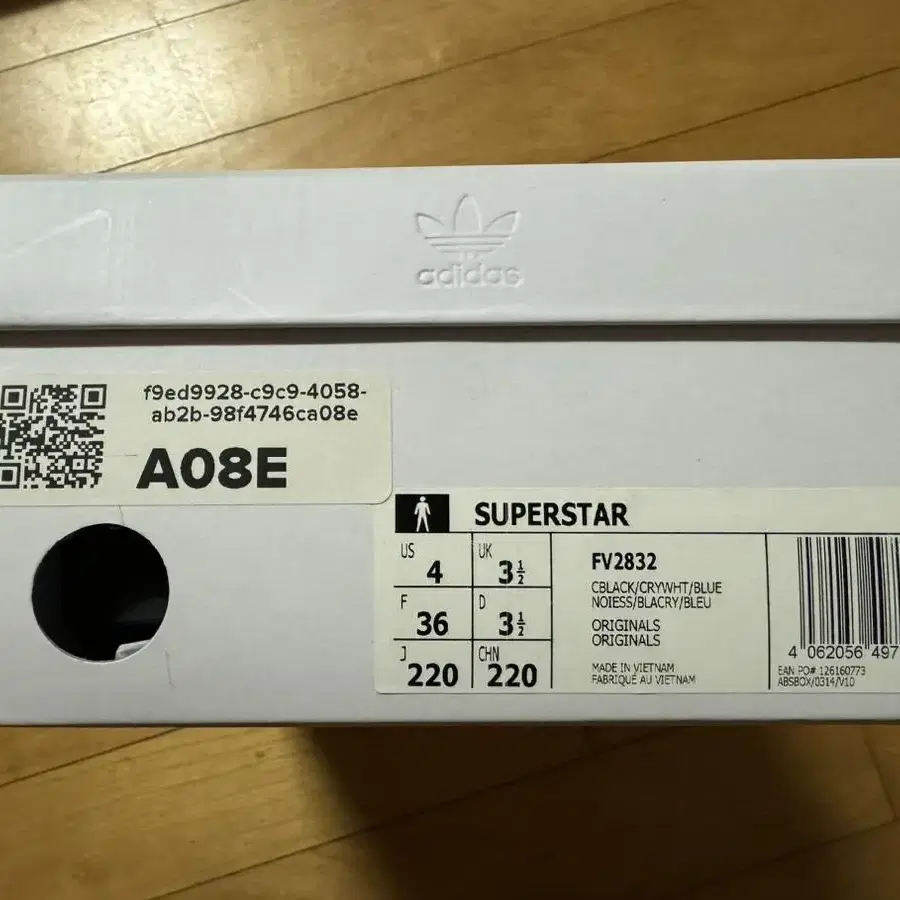 adidas
f9ed9928-c9c9-4058-
ab2b-98f4746ca08e
A08E
SUPERSTAR
US 4 UK 3½
F 36 D 3½
J 220 CHN 220
FV2832
CBLACK/CRYWHT/BLUE
NOIESS/BLACRY/BLEU
ORIGINALS
ORIGINALS
MADE IN VIETNAM
FABRIQUÉ AU VIETNAM
4 062056 497
EAN PO# 126160773
ABSBOX/0314/V10